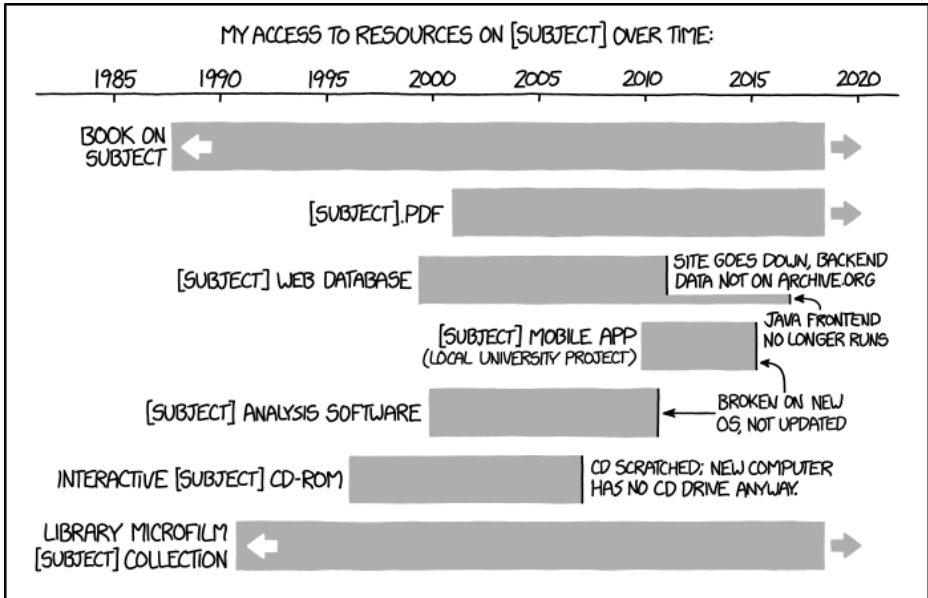 MY ACCESS TO RESOURCES ON [SUBJECT] OVER TIME:
1985 1990 1995 2000 2005 2010 2015 2020
BOOK ON
SUBJECT
[SUBJECT].PDF
[SUBJECT] WEB DATABASE
SITE GOES DOWN, BACKEND
DATA NOT ON ARCHIVE.ORG
JAVA FRONTEND
NO LONGER RUNS
[SUBJECT] MOBILE APP
(LOCAL UNIVERSITY PROJECT)
[SUBJECT] ANALYSIS SOFTWARE
BROKEN ON NEW
OS, NOT UPDATED
INTERACTIVE [SUBJECT] CD-ROM
CD SCRATCHED; NEW COMPUTER
HAS NO CD DRIVE ANYWAY.
LIBRARY MICROFILM
[SUBJECT] COLLECTION